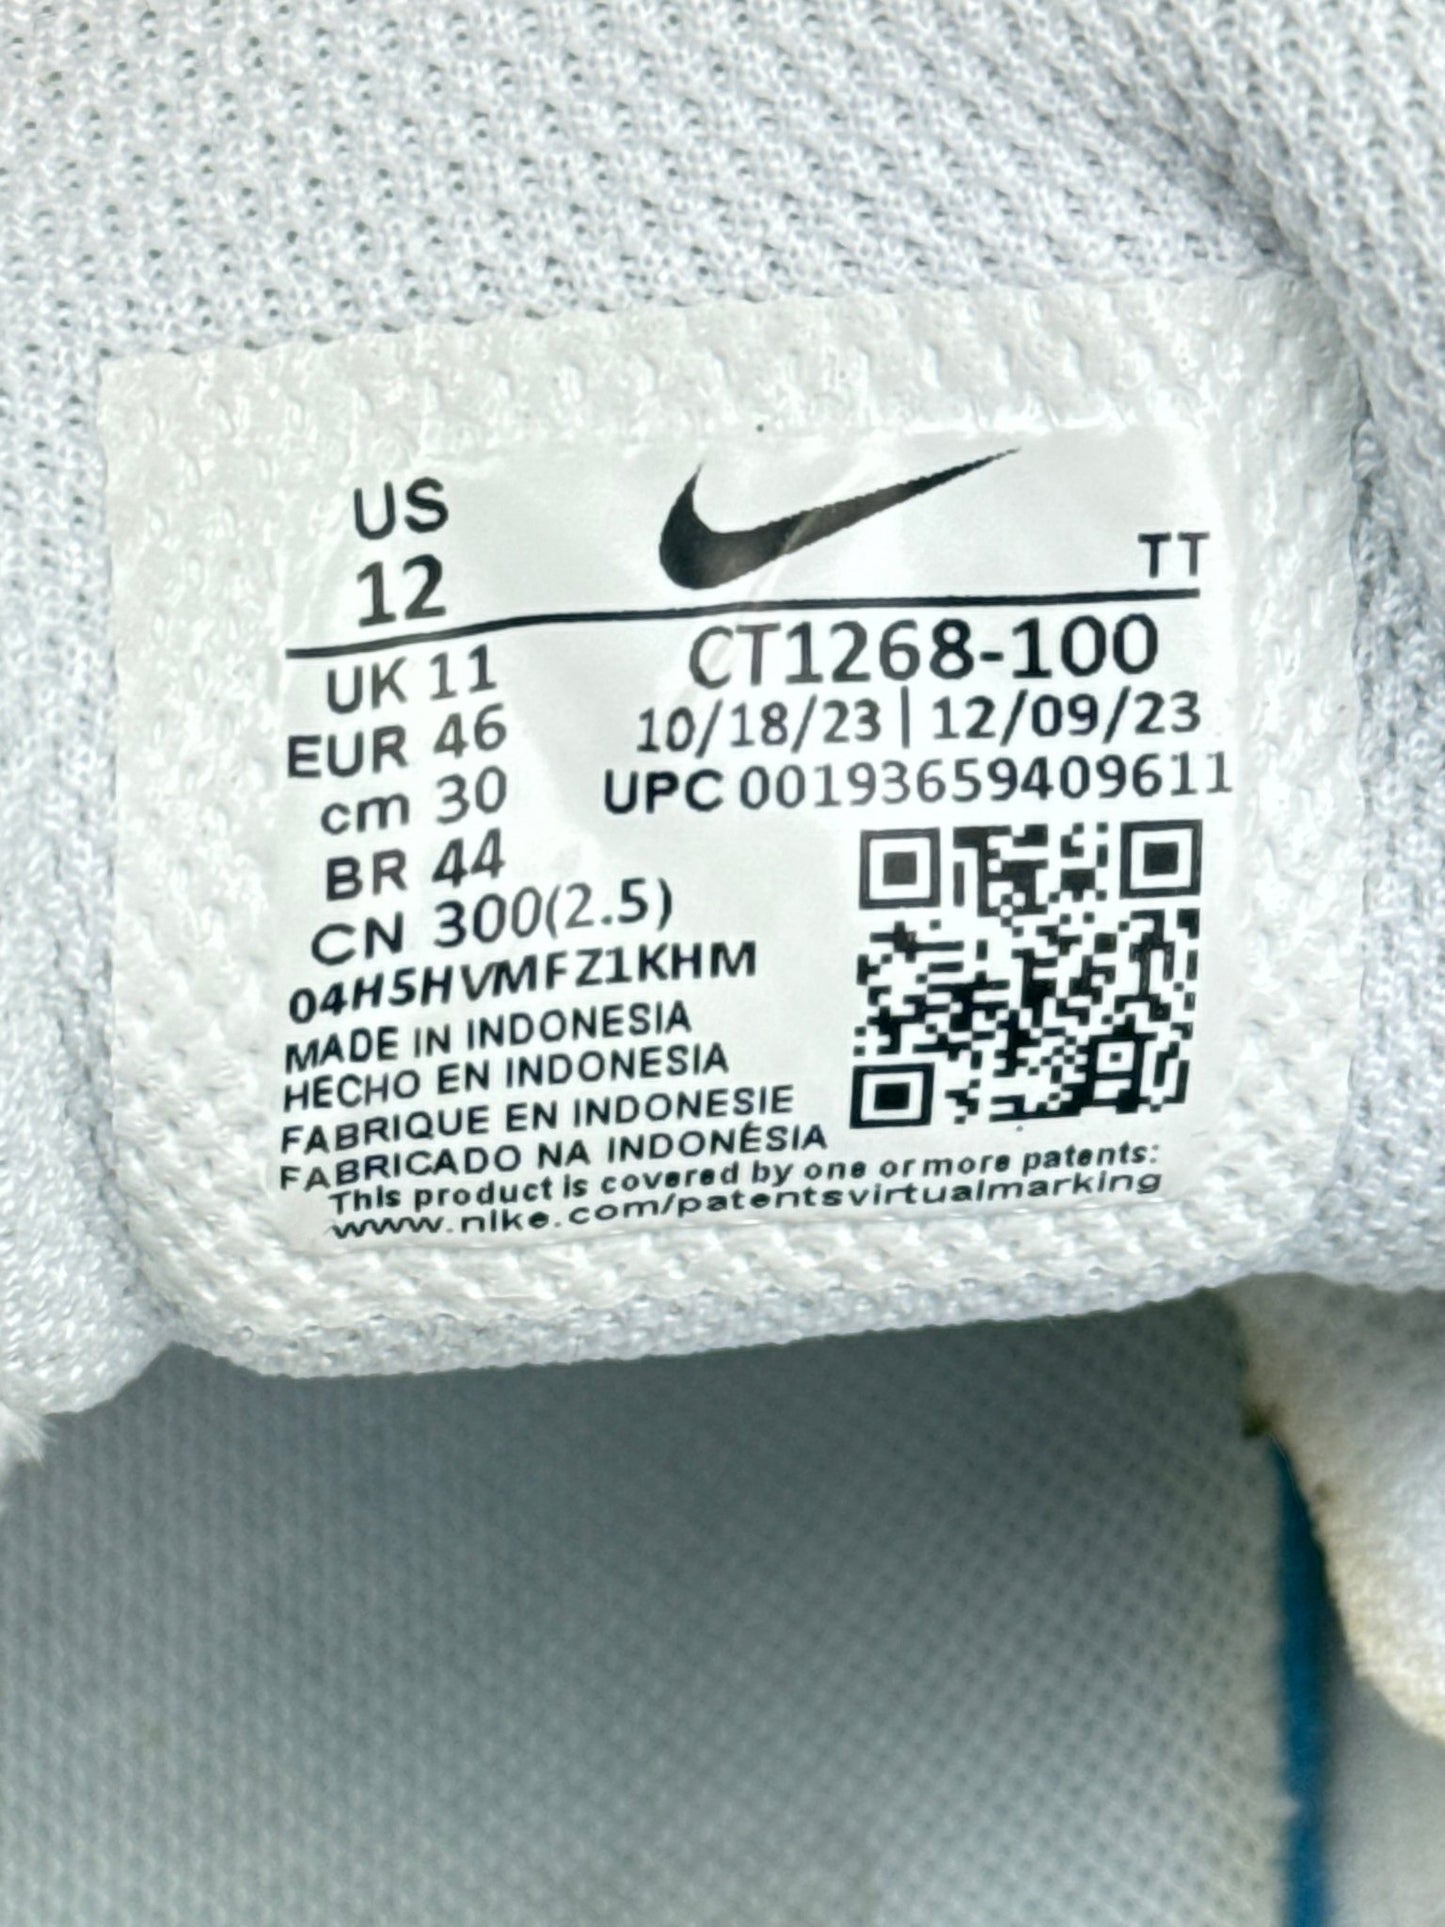 US
12
TT
UK 11
EUR 46
cm 30
BR 44
CN 300(2.5)
CT1268-100
10/18/23 | 12/09/23
UPC 00193659409611
04H5HVMFZ1KHM
MADE IN INDONESIA
HECHO EN INDONESIA
FABRIQUE EN INDONESIE
FABRICADO NA INDONÉSIA
This product is covered by one or more patents:
www.nike.com/patentsvirtualmarking